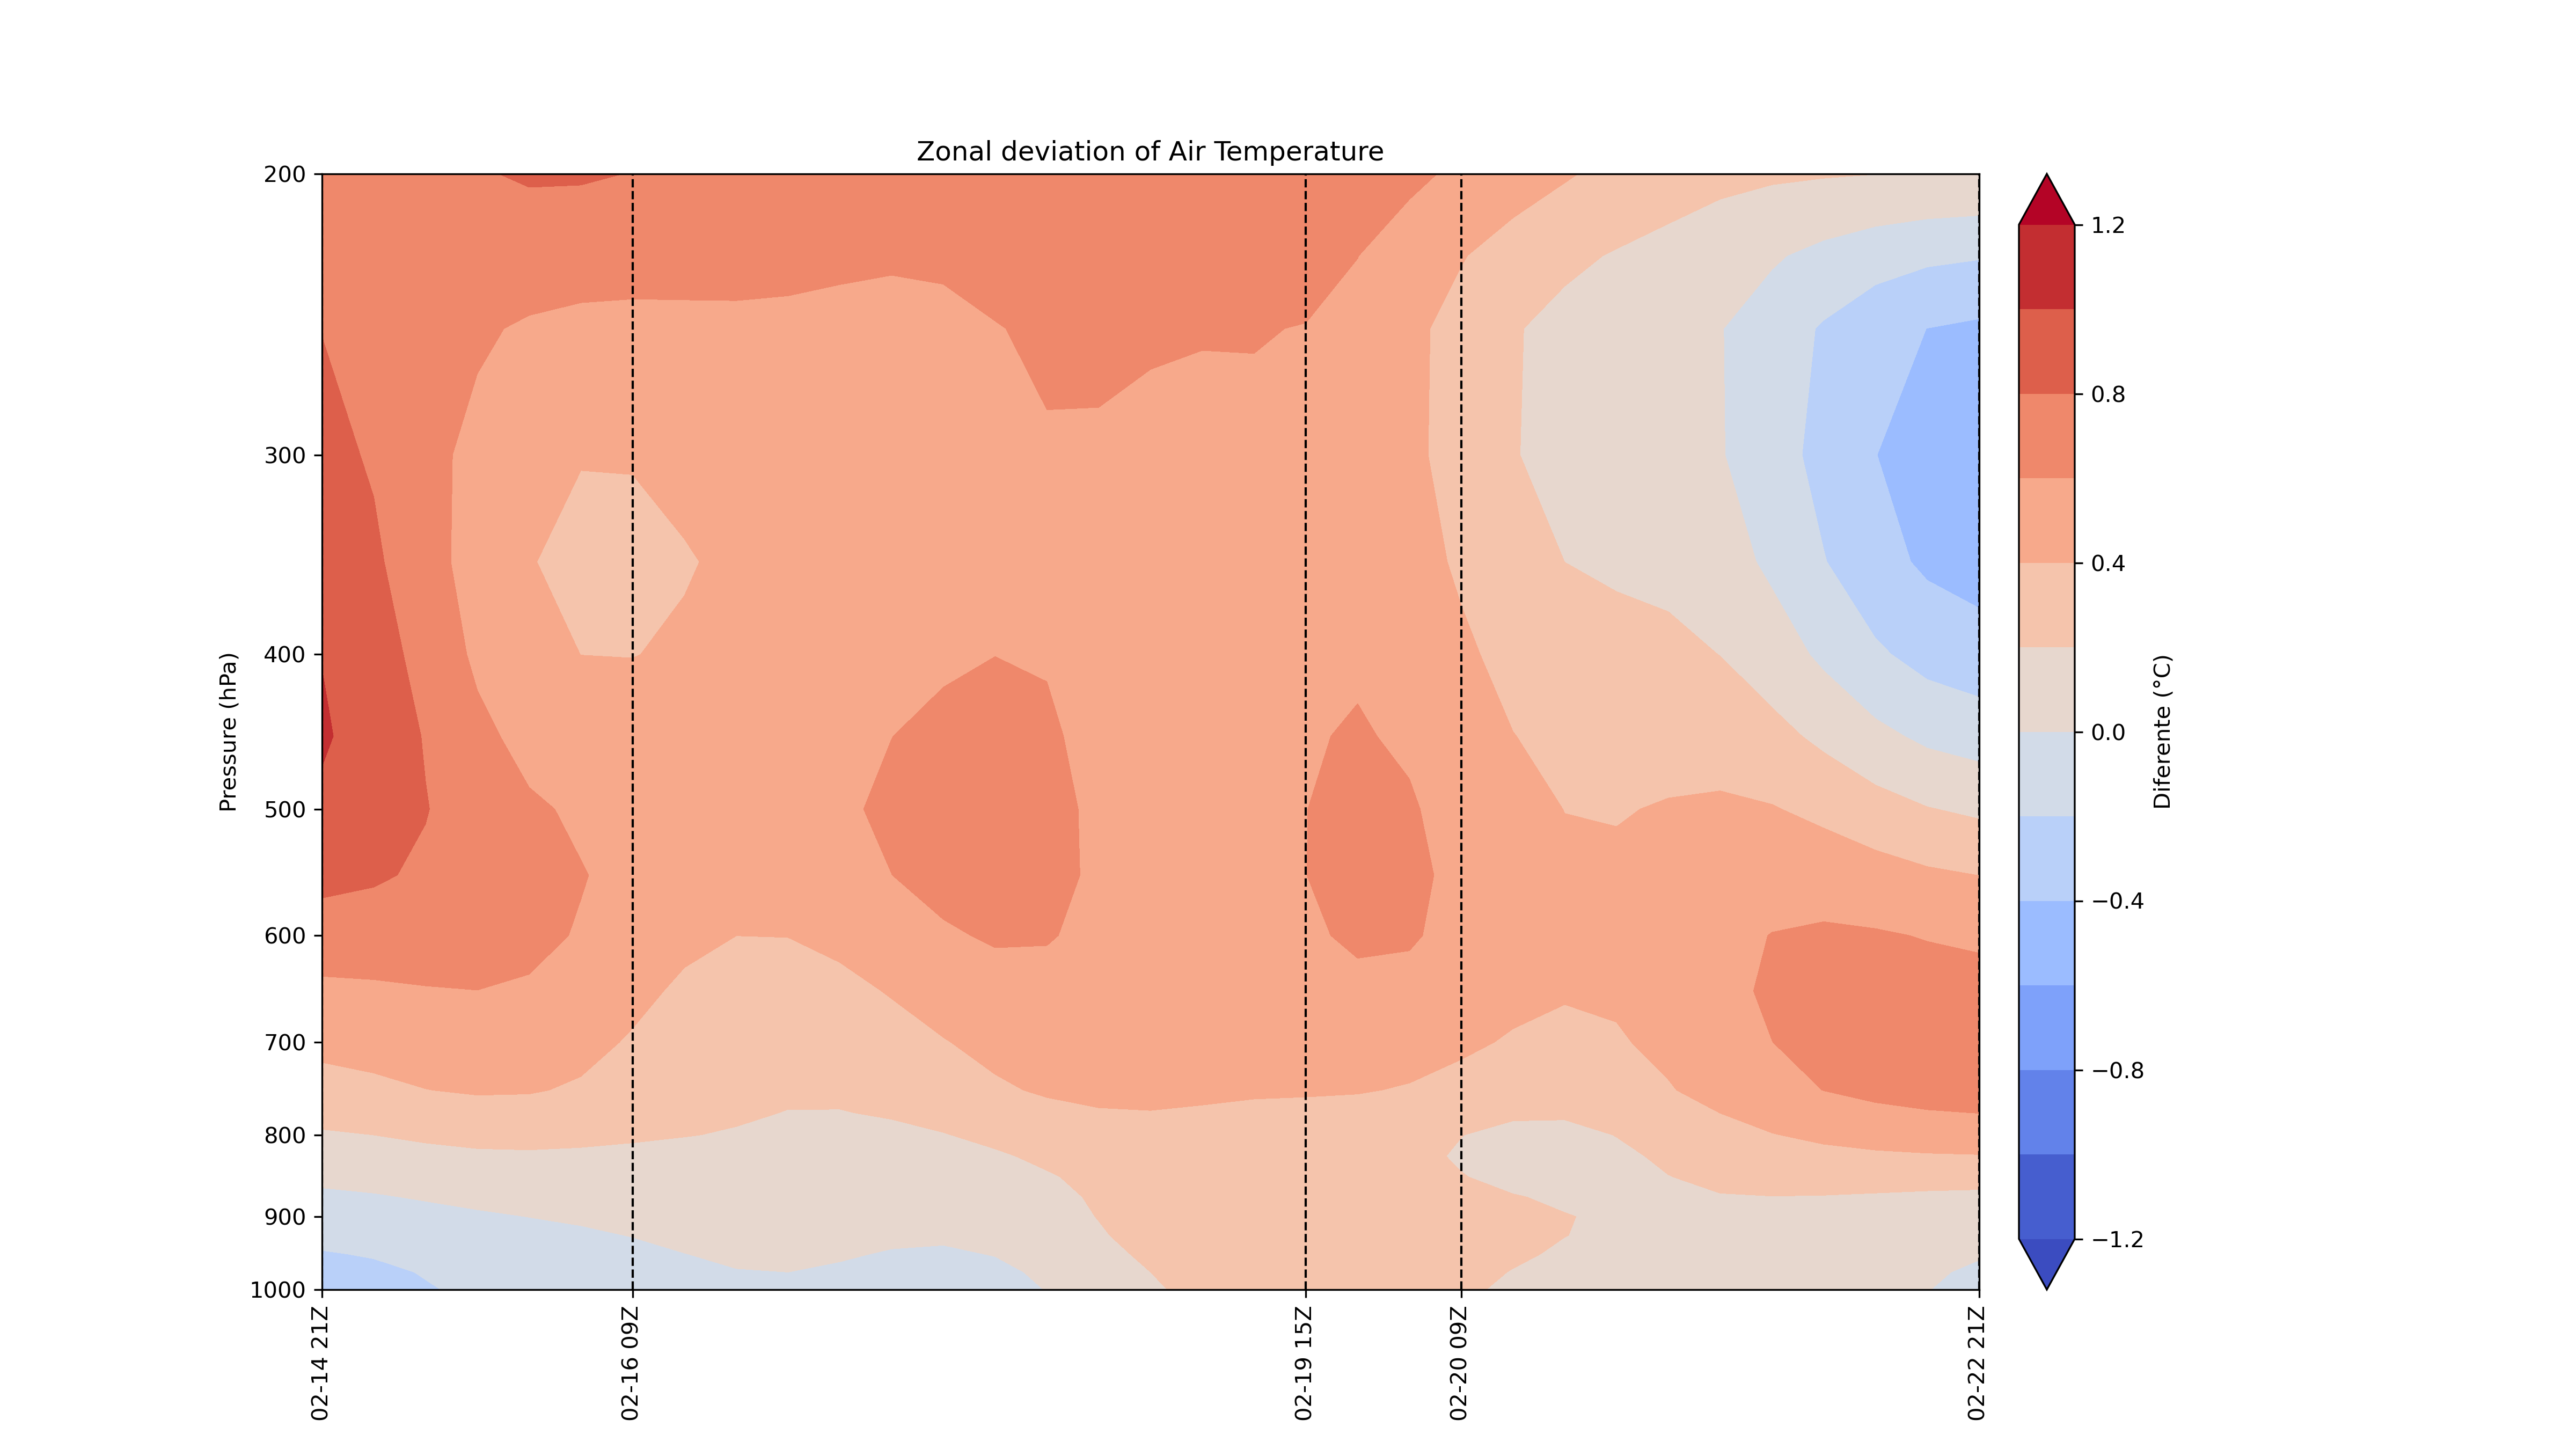 Zonal deviation of Air Temperature
Pressure (hPa)
200
300
400
500
600
700
800
900
1000
02-14 21Z
02-16 09Z
02-19 15Z
02-20 09Z
02-22 21Z
1.2
0.8
0.4
0.0
−0.4
−0.8
−1.2
Diferente (°C)